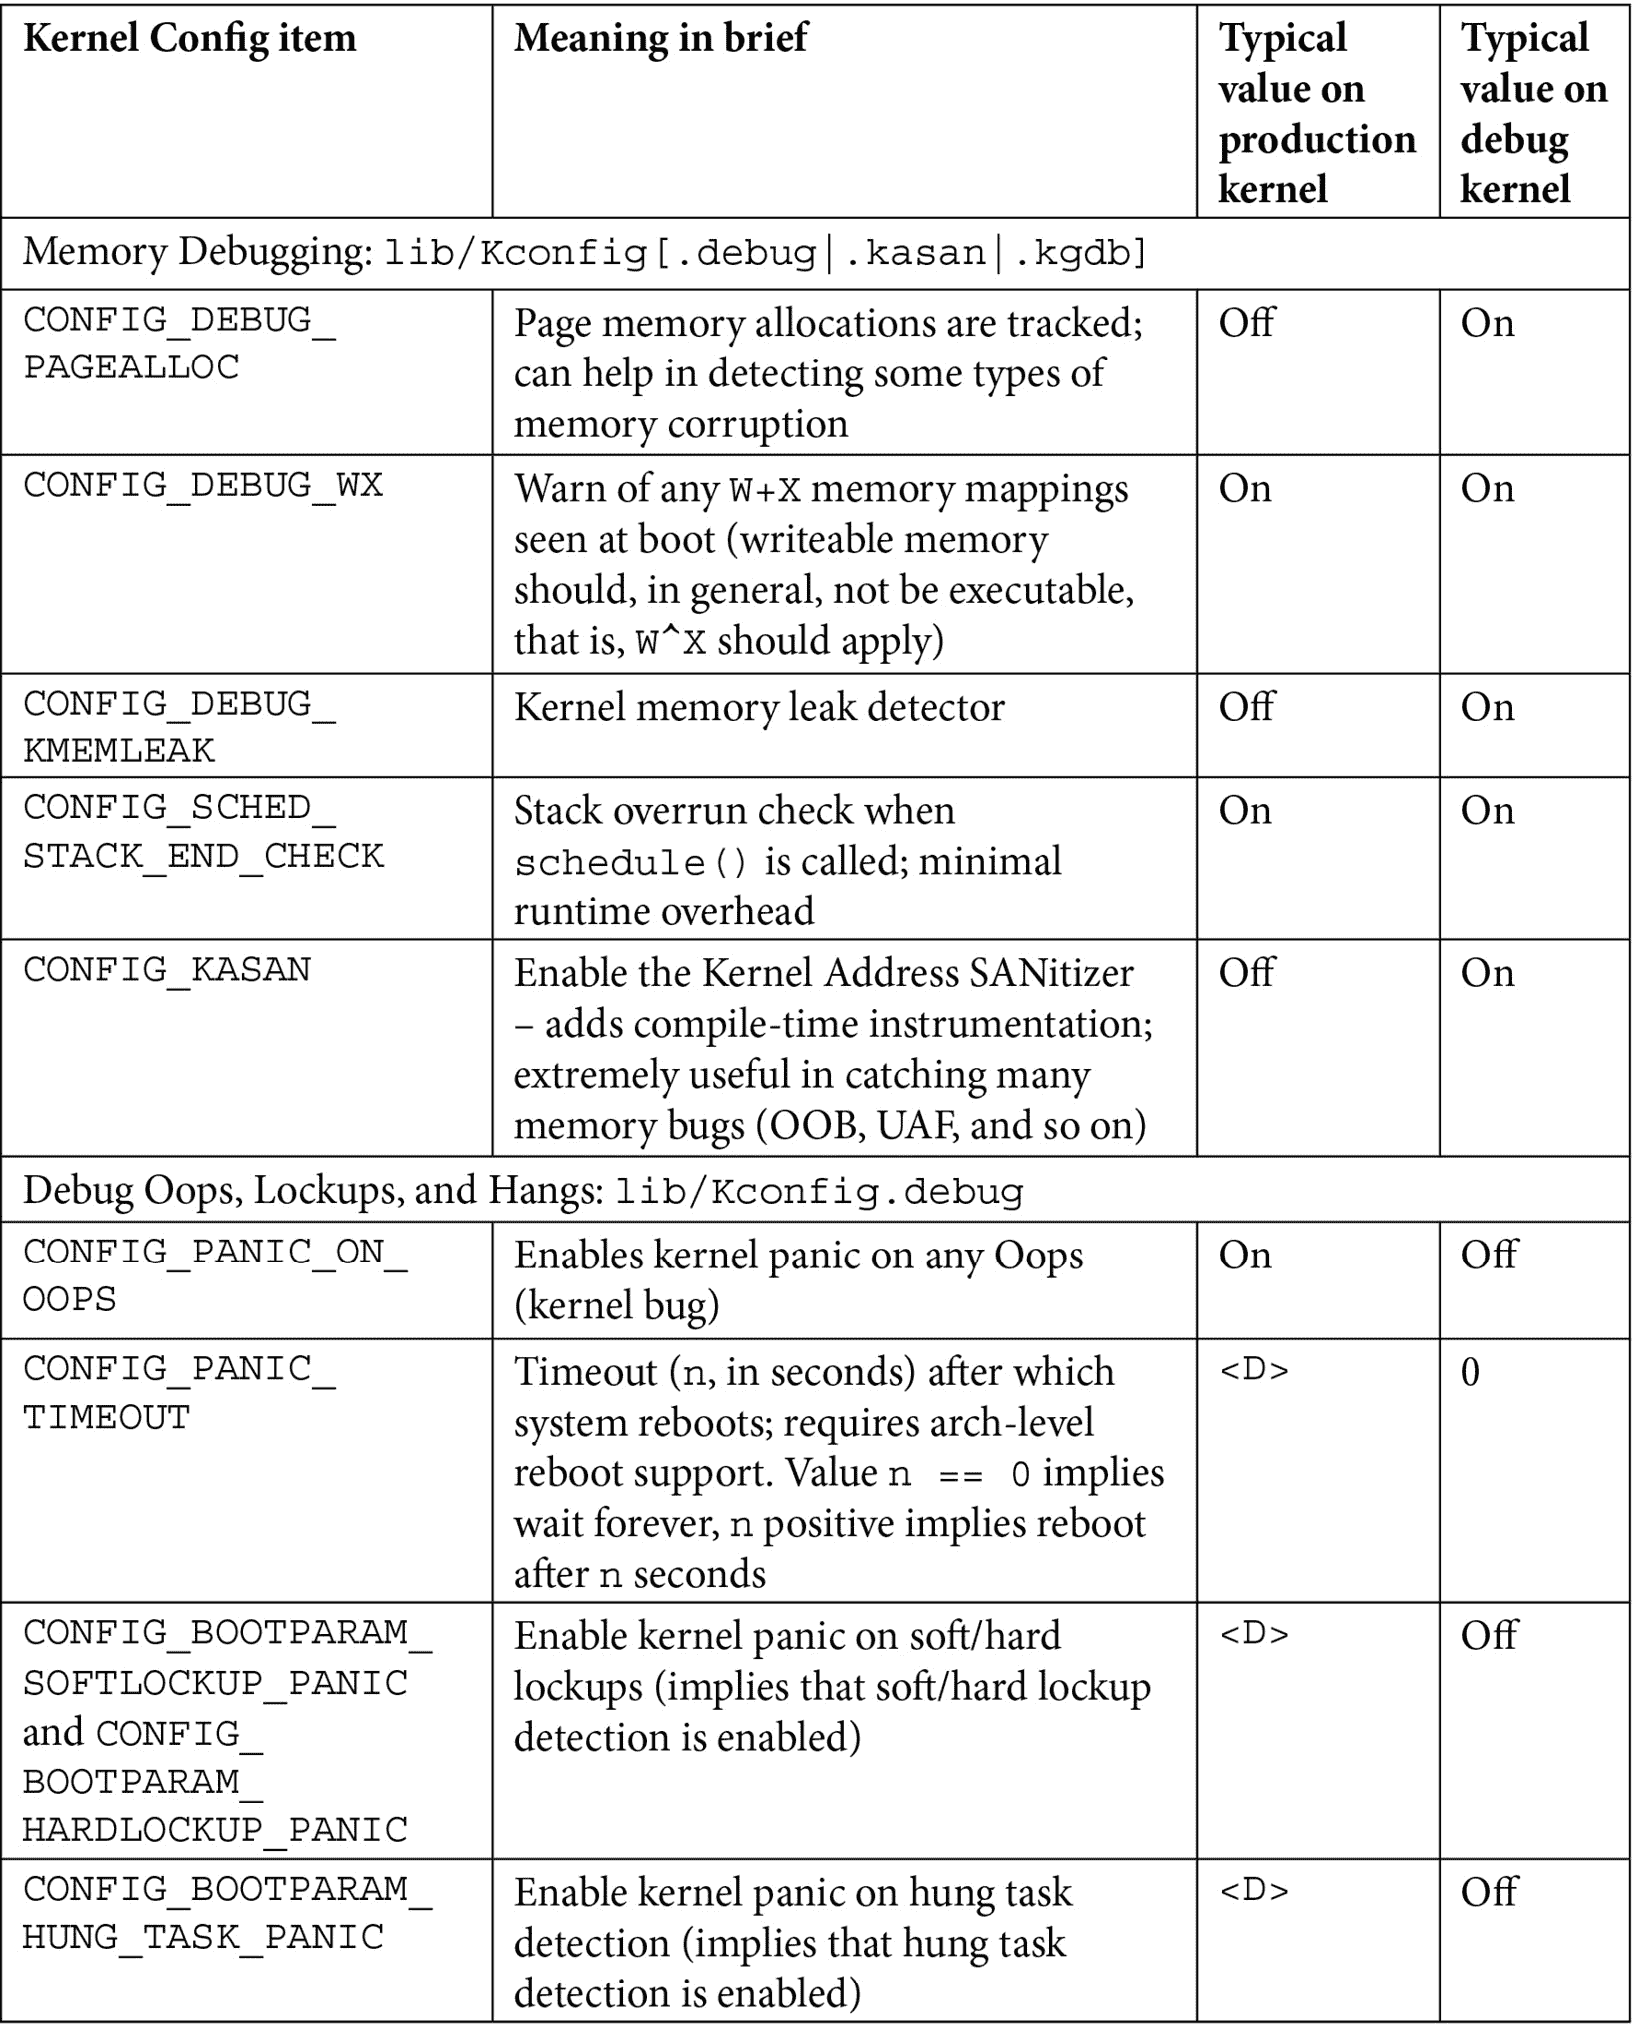 Kernel Config item
Meaning in brief
Typical
value on
production
kernel
Typical
value on
debug
kernel
Memory Debugging: lib/Kconfig[.debug|.kasan|.kgdb]
CONFIG_DEBUG_
PAGEALLOC
Page memory allocations are tracked;
can help in detecting some types of
memory corruption
Off
On
CONFIG_DEBUG_WX
Warn of any W+X memory mappings
seen at boot (writeable memory
should, in general, not be executable,
that is, W^X should apply)
On
On
CONFIG_DEBUG_
KMEMLEAK
Kernel memory leak detector
Off
On
CONFIG_SCHED_
STACK_END_CHECK
Stack overrun check when
schedule() is called; minimal
runtime overhead
On
On
CONFIG_KASAN
Enable the Kernel Address SANitizer
– adds compile-time instrumentation;
extremely useful in catching many
memory bugs (OOB, UAF, and so on)
Off
On
Debug Oops, Lockups, and Hangs: lib/Kconfig.debug
CONFIG_PANIC_ON_
OOPS
Enables kernel panic on any Oops
(kernel bug)
On
Off
CONFIG_PANIC_
TIMEOUT
Timeout (n, in seconds) after which
system reboots; requires arch-level
reboot support. Value n == 0 implies
wait forever, n positive implies reboot
after n seconds
<D>
0
CONFIG_BOOTPARAM_
SOFTLOCKUP_PANIC
and CONFIG_
BOOTPARAM_
HARDLOCKUP_PANIC
Enable kernel panic on soft/hard
lockups (implies that soft/hard lockup
detection is enabled)
<D>
Off
CONFIG_BOOTPARAM_
HUNG_TASK_PANIC
Enable kernel panic on hung task
detection (implies that hung task
detection is enabled)
<D>
Off